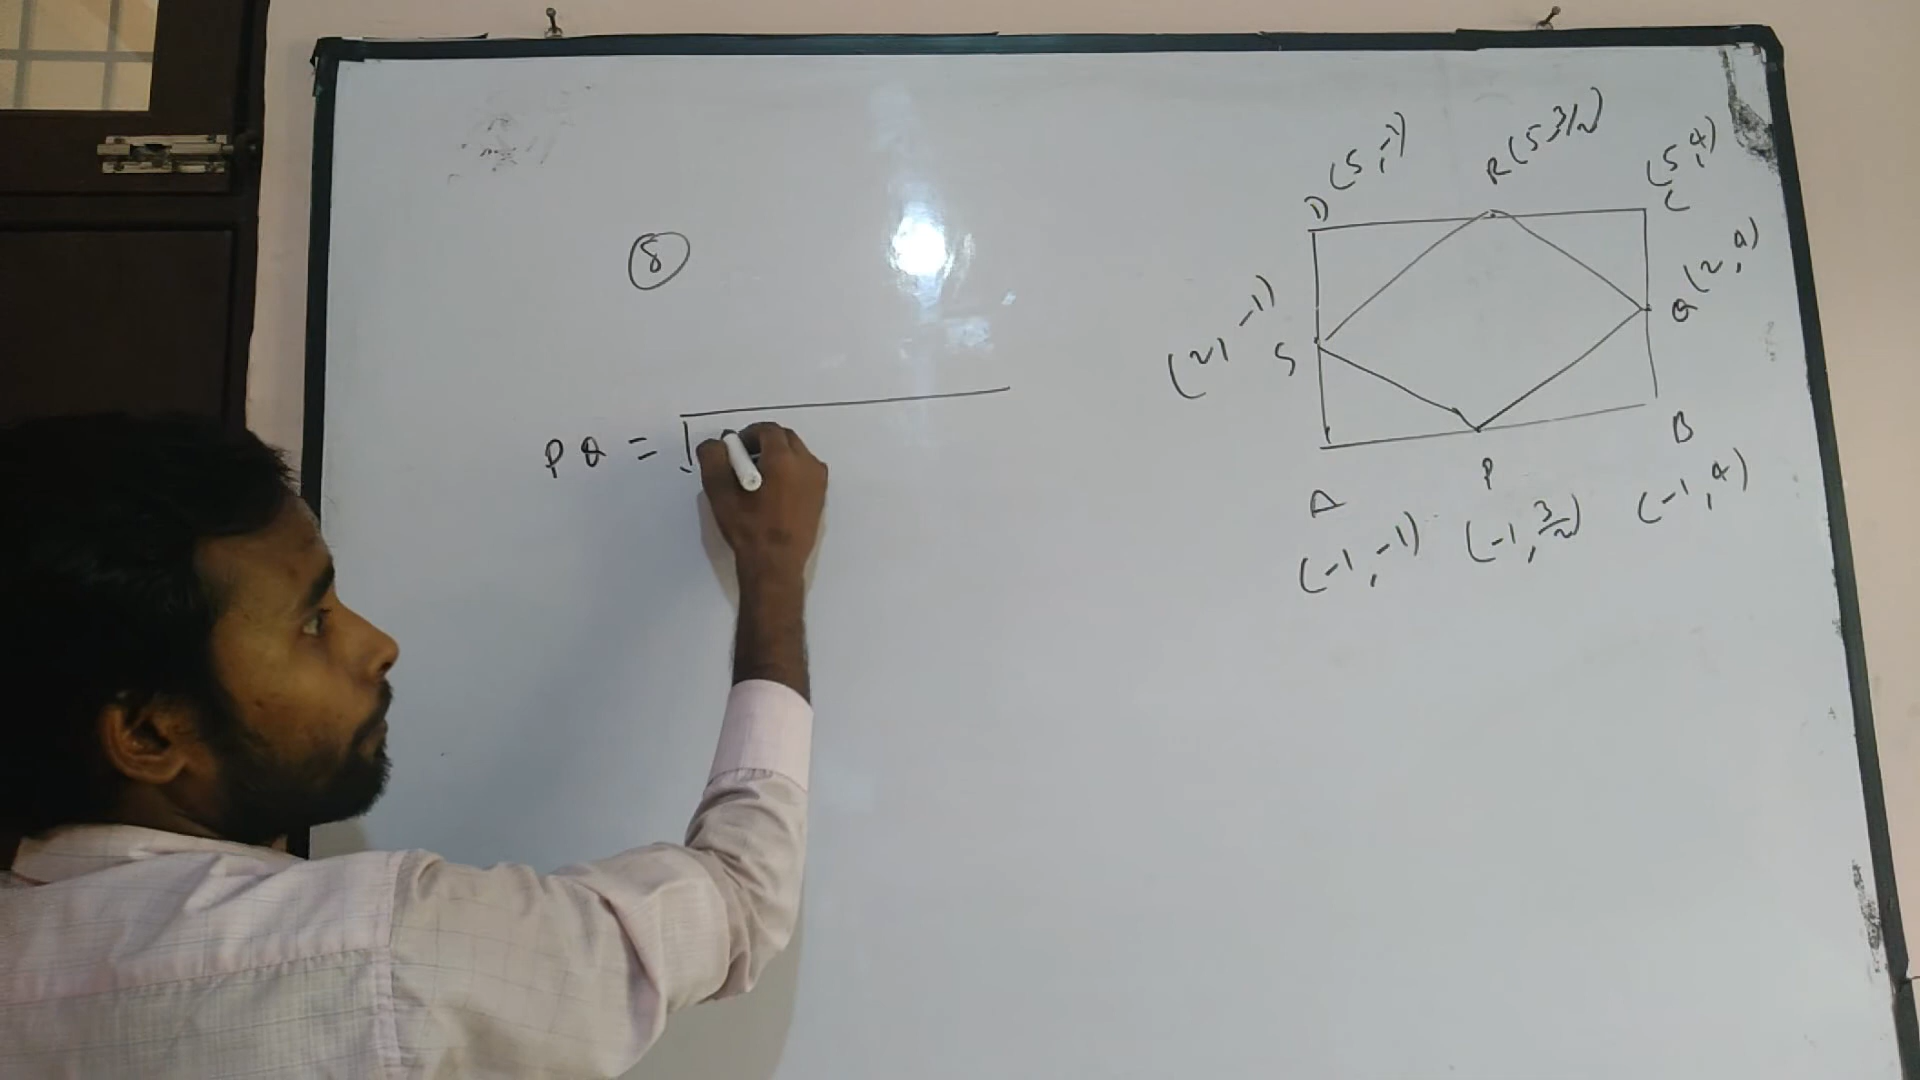 8
PQ = √
D (5, -1)
R (5 3/2)
(5, 4)
C
Q (2, 4)
(2, -1) S
B
(-1, 4)
P
(-1, 3/2)
A
(-1, -1)